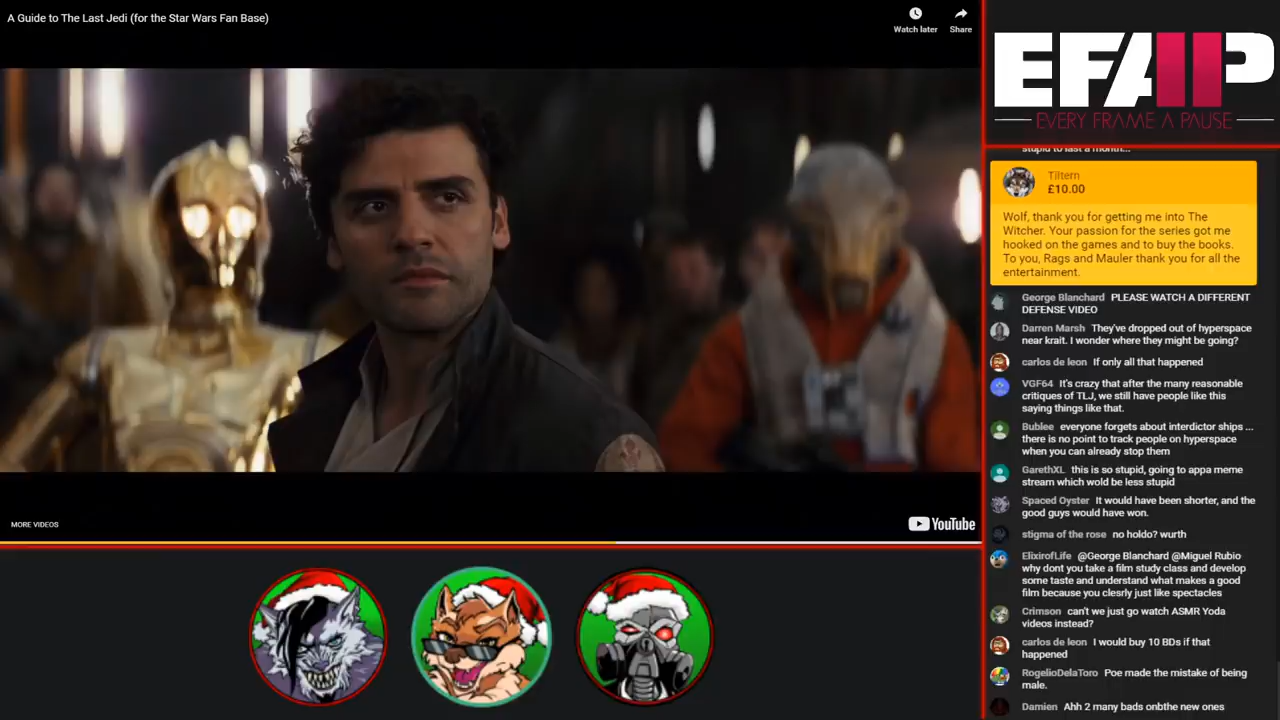 A Guide to The Last Jedi (for the Star Wars Fan Base)
Watch later
Share
MORE VIDEOS
YouTube
EFAP
EVERY FRAME A PAUSE
stupid to last a month...
Tiltern
£10.00
Wolf, thank you for getting me into The
Witcher. Your passion for the series got me
hooked on the games and to buy the books.
To you, Rags and Mauler thank you for all the
entertainment.
George Blanchard PLEASE WATCH A DIFFERENT
DEFENSE VIDEO
Darren Marsh They've dropped out of hyperspace
near krait. I wonder where they might be going?
carlos de leon If only all that happened
VGF64 It's crazy that after the many reasonable
critiques of TLJ, we still have people like this
saying things like that.
Bublee everyone forgets about interdictor ships ...
there is no point to track people on hyperspace
when you can already stop them
GarethXL this is so stupid, going to appa meme
stream which wold be less stupid
Spaced Oyster It would have been shorter, and the
good guys would have won.
stigma of the rose no holdo? wurth
ElixirofLife @George Blanchard @Miguel Rubio
why dont you take a film study class and develop
some taste and understand what makes a good
film because you clesrly just like spectacles
Crimson can't we just go watch ASMR Yoda
videos instead?
carlos de leon I would buy 10 BDs if that
happened
RogelioDelaToro Poe made the mistake of being
male.
Damien Ahh 2 many bads onbthe new ones